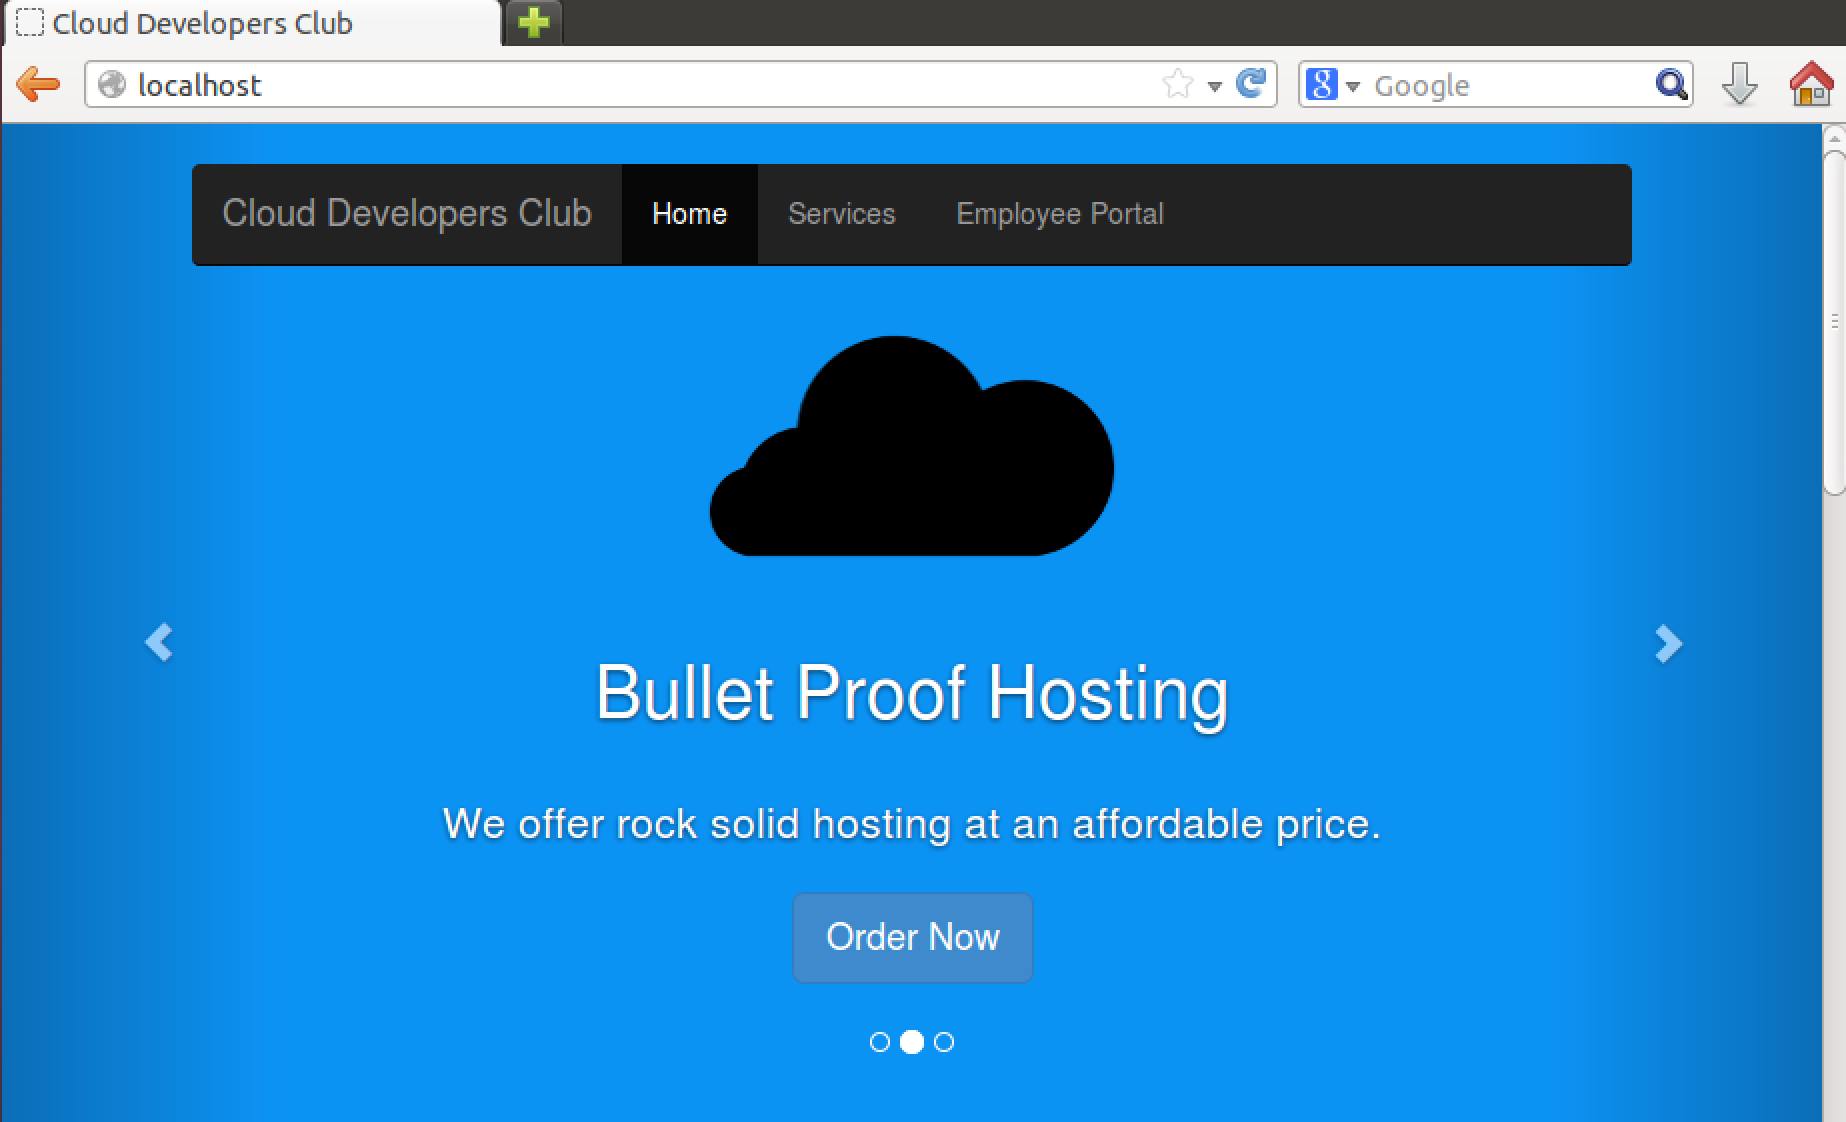 Cloud Developers Club
localhost
Google
Cloud Developers Club Home Services Employee Portal
Bullet Proof Hosting
We offer rock solid hosting at an affordable price.
Order Now